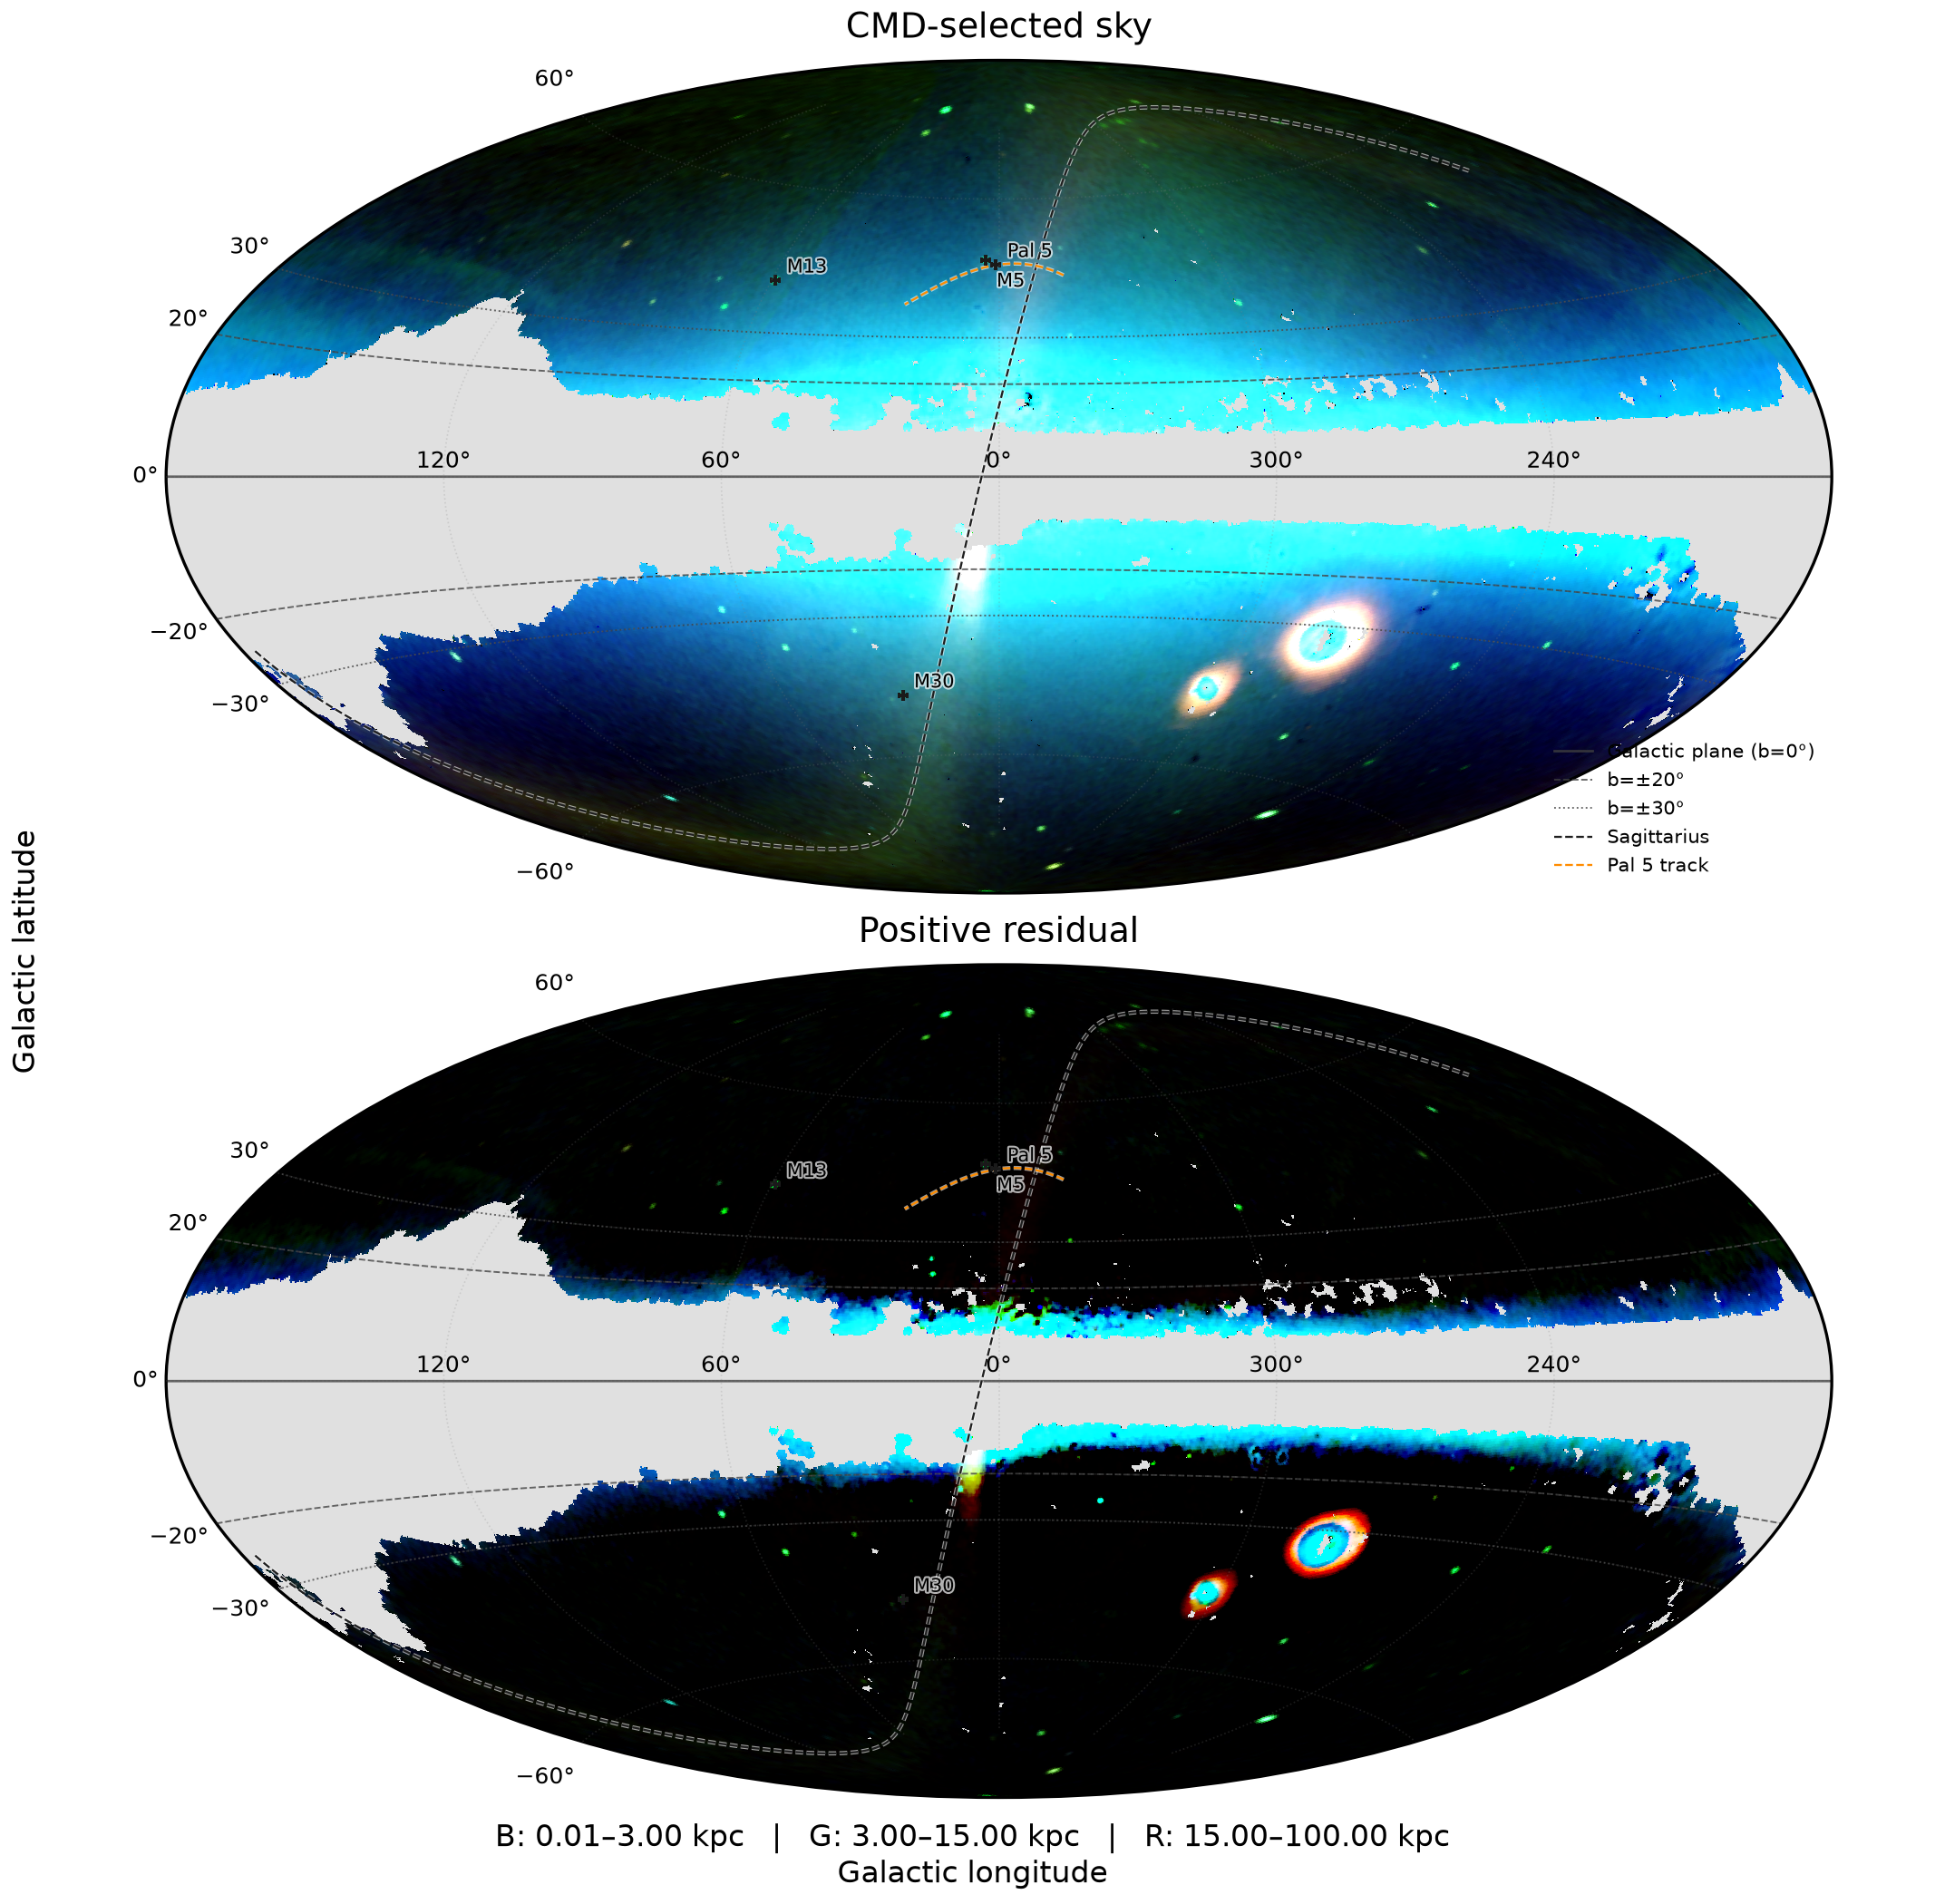 CMD-selected sky
60°
30°
M13
Pal 5
M5
20°
0°
120°
60°
0°
300°
240°
−20°
M30
−30°
Galactic plane (b=0°)
b=±20°
b=±30°
Sagittarius
Pal 5 track
−60°
Galactic latitude
Positive residual
60°
30°
M13
Pal 5
M5
20°
0°
120°
60°
0°
300°
240°
−20°
M30
−30°
−60°
B: 0.01–3.00 kpc | G: 3.00–15.00 kpc | R: 15.00–100.00 kpc
Galactic longitude